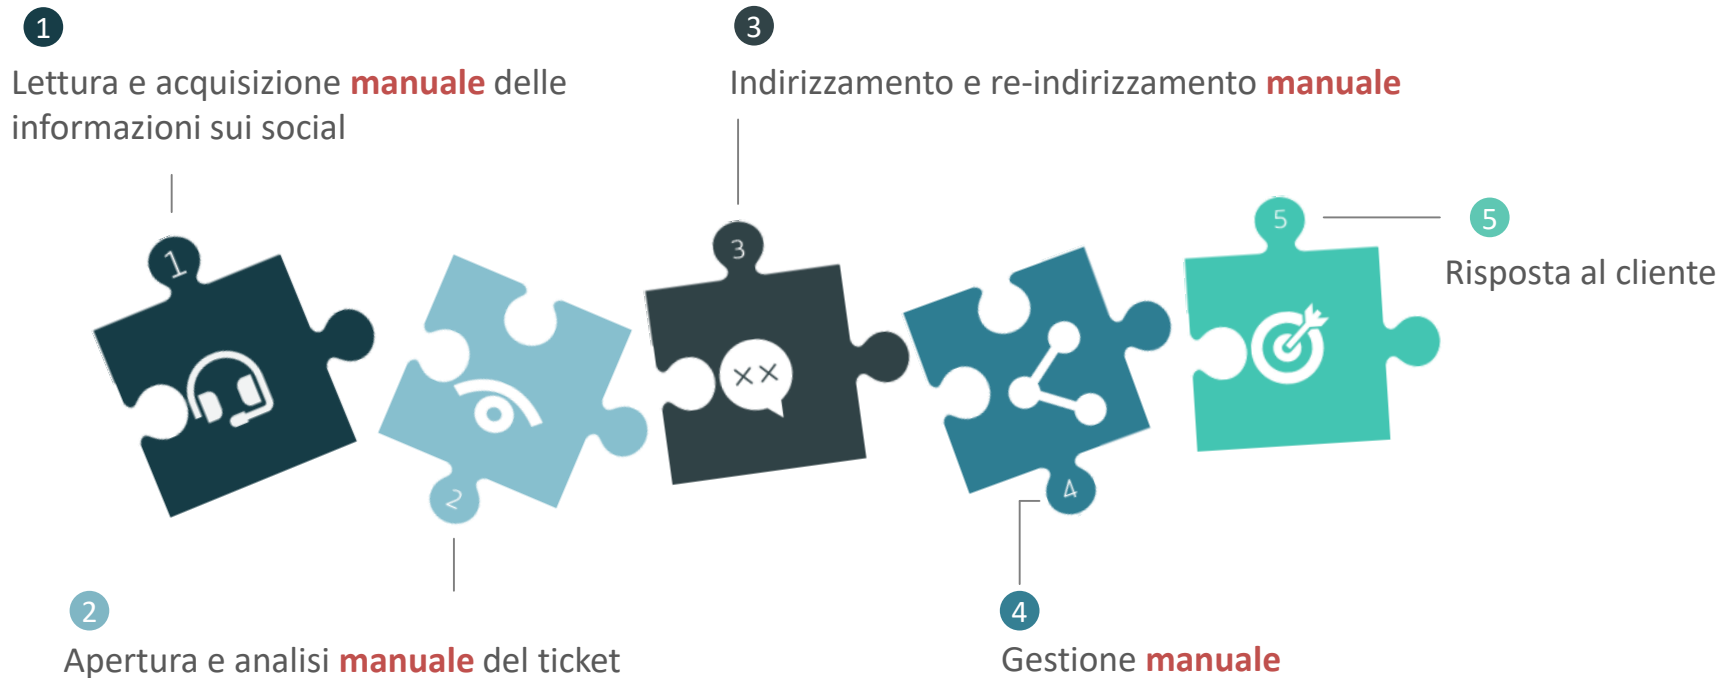 1
Lettura e acquisizione manuale delle
informazioni sui social
3
Indirizzamento e re-indirizzamento manuale
1
3
5
5
Risposta al cliente
2
4
2
Apertura e analisi manuale del ticket
4
Gestione manuale